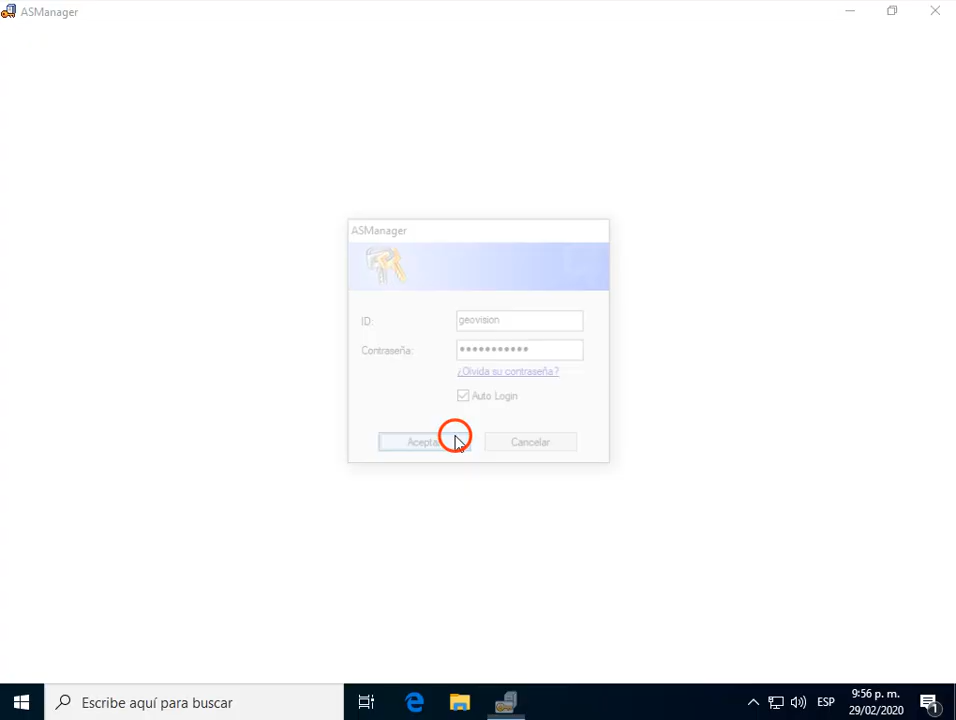 ASManager
ASManager
ID:
geovision
Contraseña:
¿Olvida su contraseña?
Auto Login
Cancelar
Escribe aquí para buscar
ESP
9:56 p. m.
29/02/2020
1